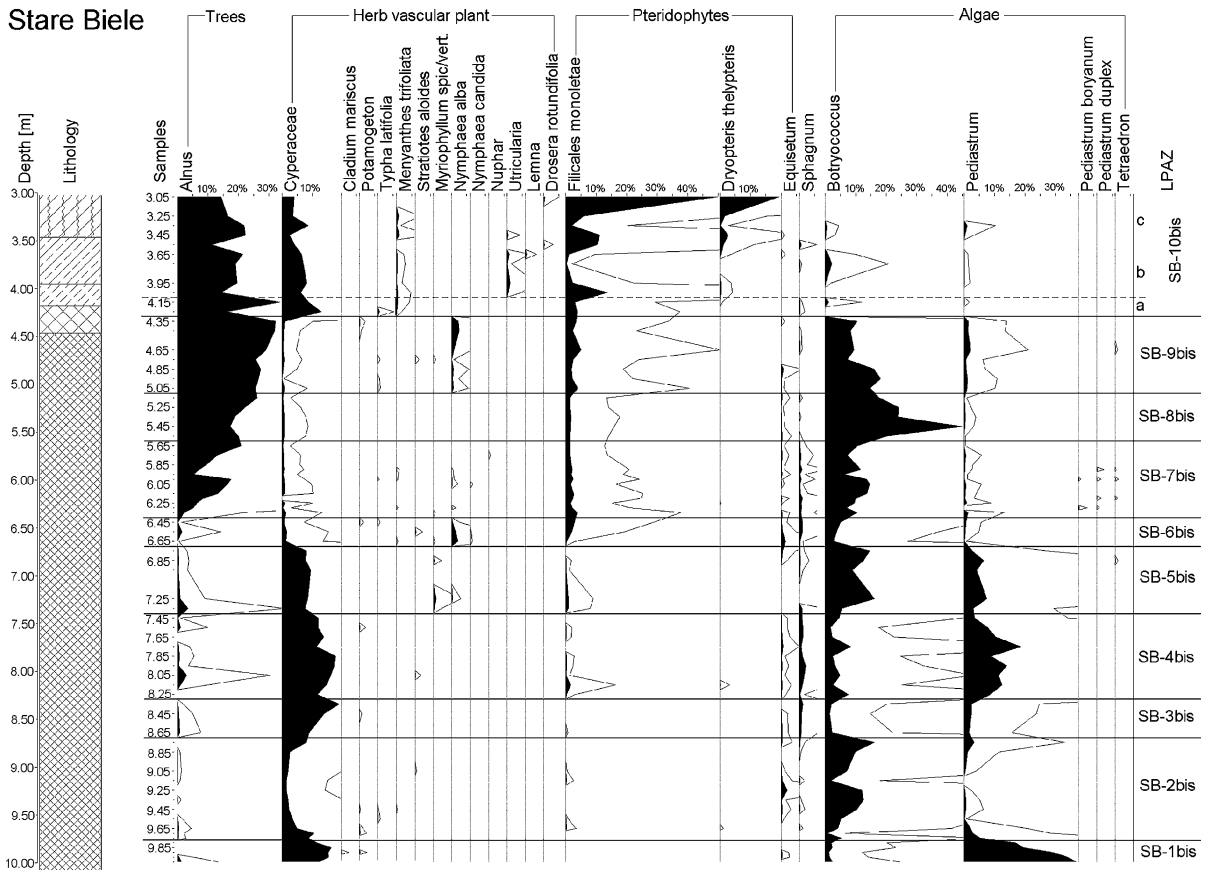 Stare Biele
Trees
Herb vascular plant
Pteridophytes
Algae
Depth [m]
Lithology
Samples
Alnus
Cyperaceae
Cladium mariscus
Potamogeton
Typha latifolia
Menyanthes trifoliata
Stratiotes aloides
Myriophyllum spic/vert.
Nymphaea alba
Nymphaea candida
Nuphar
Utricularia
Lemna
Drosera rotundifolia
Filicales monoletae
Dryopteris thelypteris
Equisetum
Sphagnum
Botryococcus
Pediastrum
Pediastrum boryanum
Pediastrum duplex
Tetraedron
LPAZ
10% 20% 30% 10% 10% 20% 30% 40% 10% 10% 20% 30% 40% 10% 20% 30%
3.00
3.50
4.00
4.50
5.00
5.50
6.00
6.50
7.00
7.50
8.00
8.50
9.00
9.50
10.00
3.05
3.25
3.45
3.65
3.95
4.15
4.35
4.65
4.85
5.05
5.25
5.45
5.65
5.85
6.05
6.25
6.45
6.65
6.85
7.25
7.45
7.65
7.85
8.05
8.25
8.45
8.65
8.85
9.05
9.25
9.45
9.65
9.85
c
b
a
SB-10bis
SB-9bis
SB-8bis
SB-7bis
SB-6bis
SB-5bis
SB-4bis
SB-3bis
SB-2bis
SB-1bis